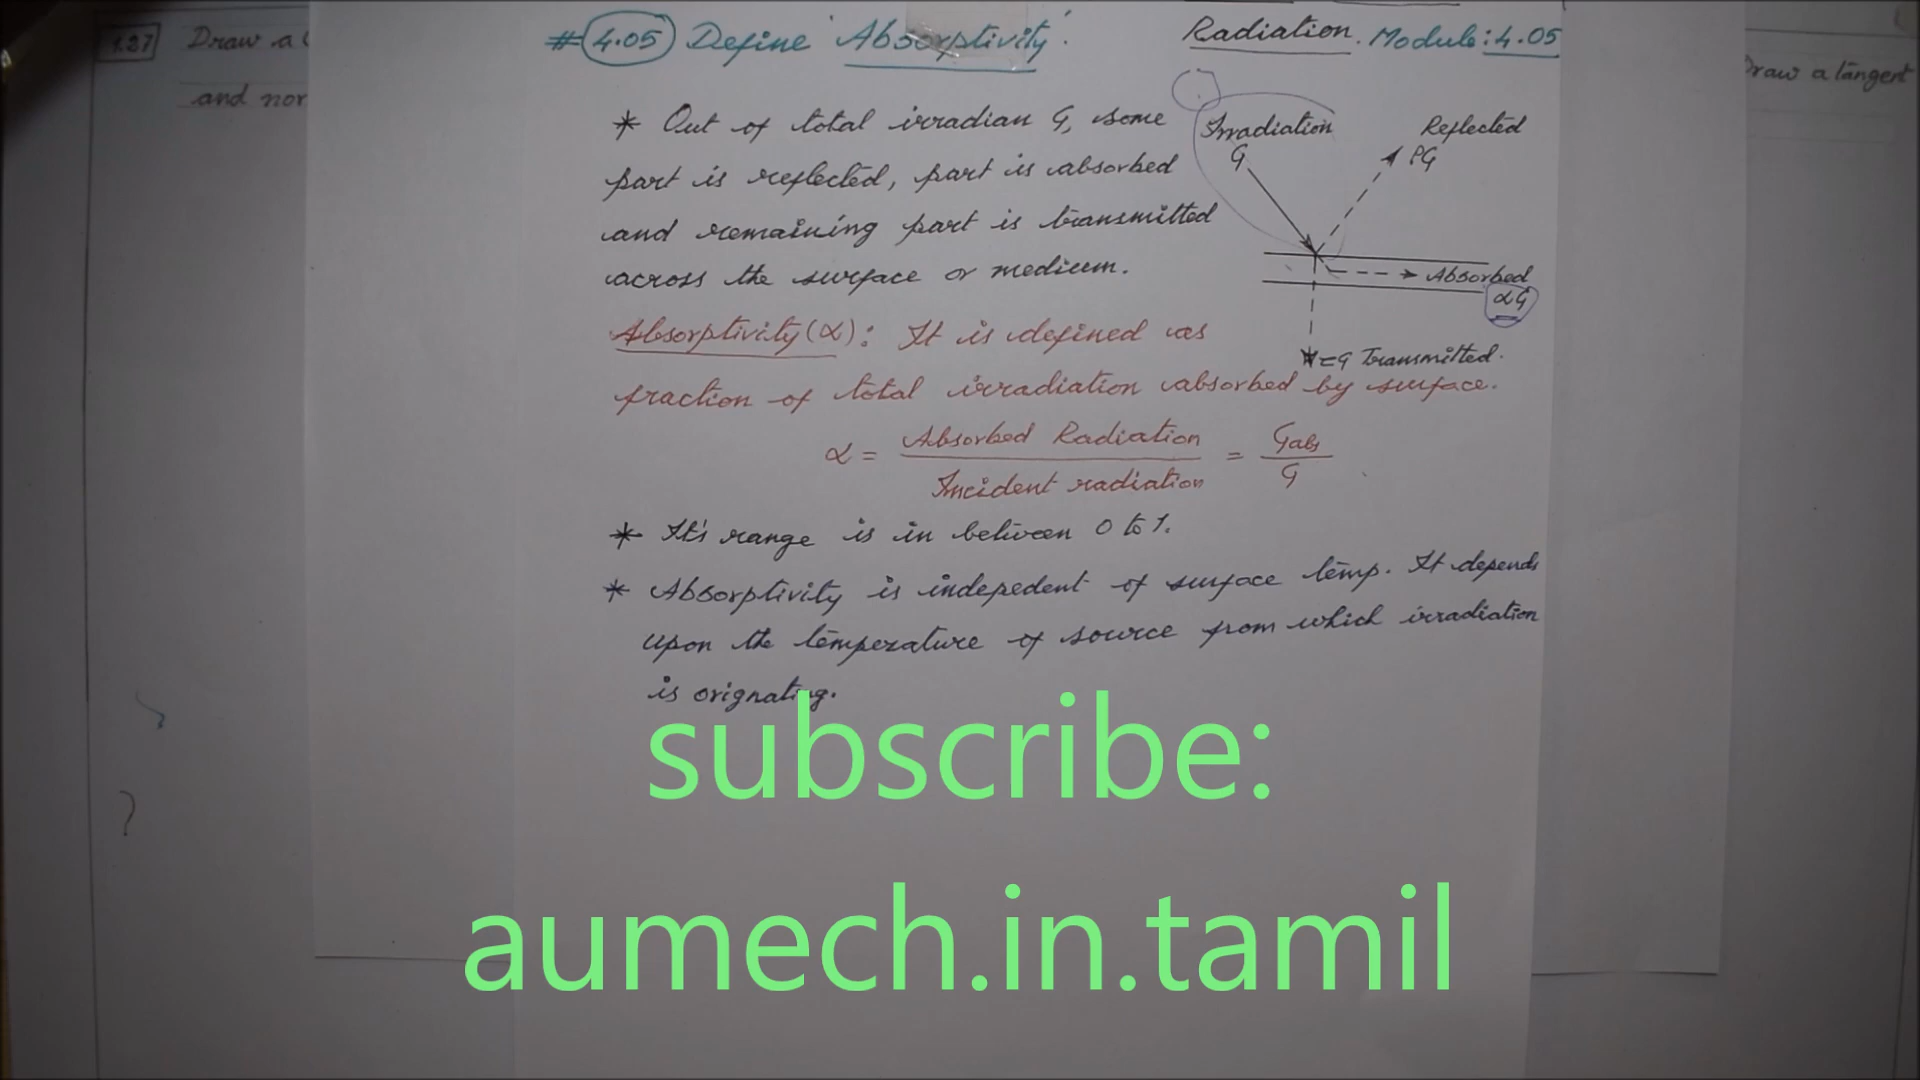 1.27 Draw a
and nor
# 4.05 Define 'Absorptivity'.
Radiation. Module: 4.05
Draw a tangent
* Out of total irradian G, some
part is reflected, part is absorbed
and remaining part is transmitted
across the surface or medium.
Irradiation
G
Reflected
ρG
Absorbed
αG
G Transmitted.
Absorptivity (α): It is defined as
fraction of total irradiation absorbed by surface.
α = Absorbed Radiation / Incident radiation = Gabs / G
* It's range is in between 0 to 1.
* Absorptivity is indepedent of surface temp. It depends
upon the temperature of source from which irradiation
is orignating.
subscribe:
aumech.in.tamil